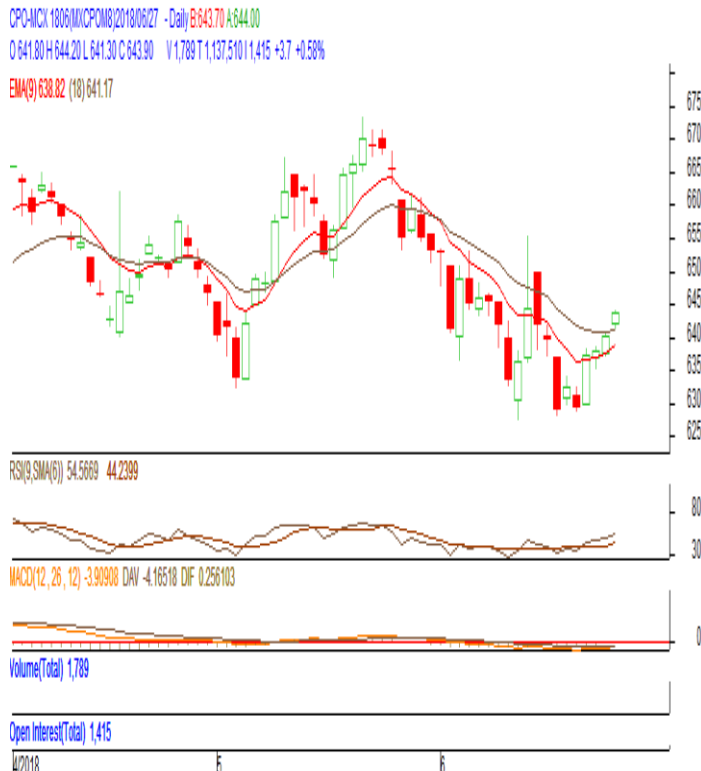 CPO-MCX 1806(MXCPOM8)2018/06/27 - Daily B:643.70 A:644.00
O 641.80 H 644.20 L 641.30 C 643.90 V 1,789 T 1,137,510 I 1,415 +3.7 +0.58%
EMA(9) 638.82 (18) 641.17
675
670
665
660
655
650
645
640
635
630
625
RSI(9,SMA(6)) 54.5669 44.2399
80
30
MACD(12,26,12) -3.90908 DAV -4.16518 DIF 0.256103
0
Volume(Total) 1,789
Open Interest(Total) 1,415
4/2018 5 6